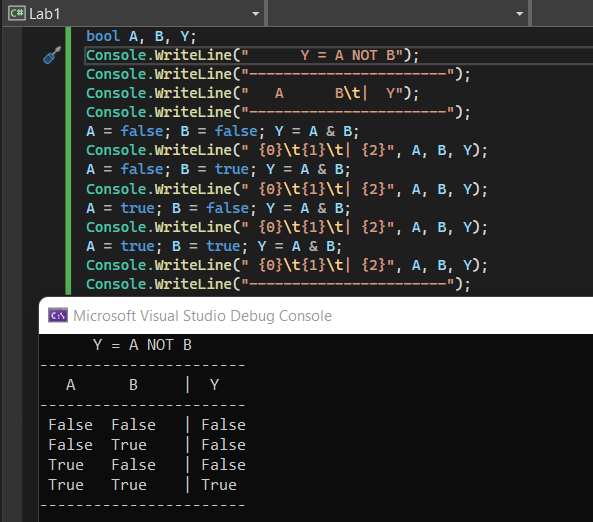 C# Lab1
bool A, B, Y;
Console.WriteLine("      Y = A NOT B");
Console.WriteLine("----------------------");
Console.WriteLine("   A      B\t|  Y");
Console.WriteLine("----------------------");
A = false; B = false; Y = A & B;
Console.WriteLine(" {0}\t{1}\t| {2}", A, B, Y);
A = false; B = true; Y = A & B;
Console.WriteLine(" {0}\t{1}\t| {2}", A, B, Y);
A = true; B = false; Y = A & B;
Console.WriteLine(" {0}\t{1}\t| {2}", A, B, Y);
A = true; B = true; Y = A & B;
Console.WriteLine(" {0}\t{1}\t| {2}", A, B, Y);
Console.WriteLine("----------------------");
C:\ Microsoft Visual Studio Debug Console
      Y = A NOT B
----------------------
   A      B     |  Y
----------------------
 False  False   | False
 False  True    | False
 True   False   | False
 True   True    | True
----------------------